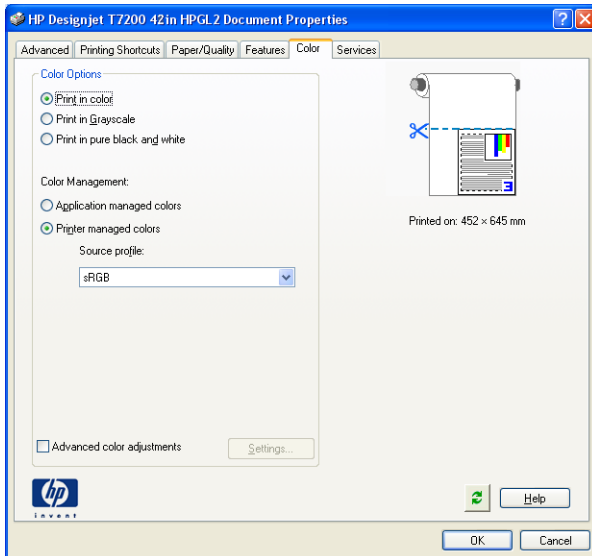 HP Designjet T7200 42in HPGL2 Document Properties
Advanced Printing Shortcuts Paper/Quality Features Color Services
Color Options
Print in color
Print in Grayscale
Print in pure black and white
Color Management:
Application managed colors
Printer managed colors
Source profile:
sRGB
Advanced color adjustments
Settings...
3
Printed on: 452 × 645 mm
hp
invent
Help
OK
Cancel